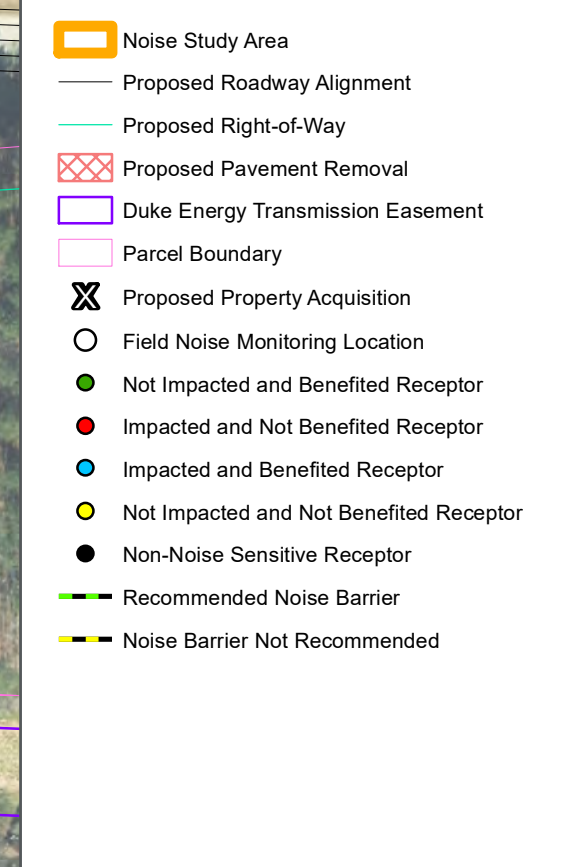 Noise Study Area
Proposed Roadway Alignment
Proposed Right-of-Way
Proposed Pavement Removal
Duke Energy Transmission Easement
Parcel Boundary
Proposed Property Acquisition
Field Noise Monitoring Location
Not Impacted and Benefited Receptor
Impacted and Not Benefited Receptor
Impacted and Benefited Receptor
Not Impacted and Not Benefited Receptor
Non-Noise Sensitive Receptor
Recommended Noise Barrier
Noise Barrier Not Recommended